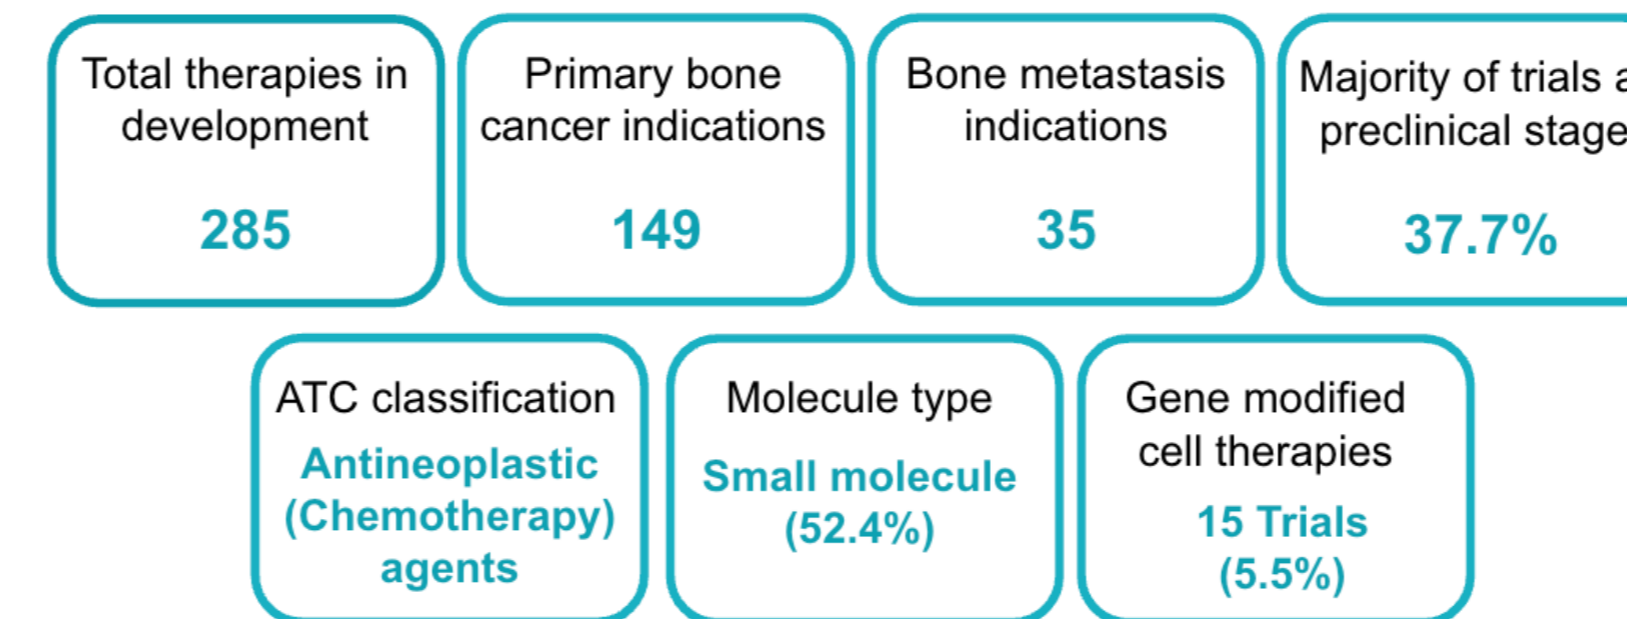 Total therapies in
development
285
Primary bone
cancer indications
149
Bone metastasis
indications
35
Majority of trials
preclinical stage
37.7%
ATC classification
Antineoplastic
(Chemotherapy)
agents
Molecule type
Small molecule
(52.4%)
Gene modified
cell therapies
15 Trials
(5.5%)